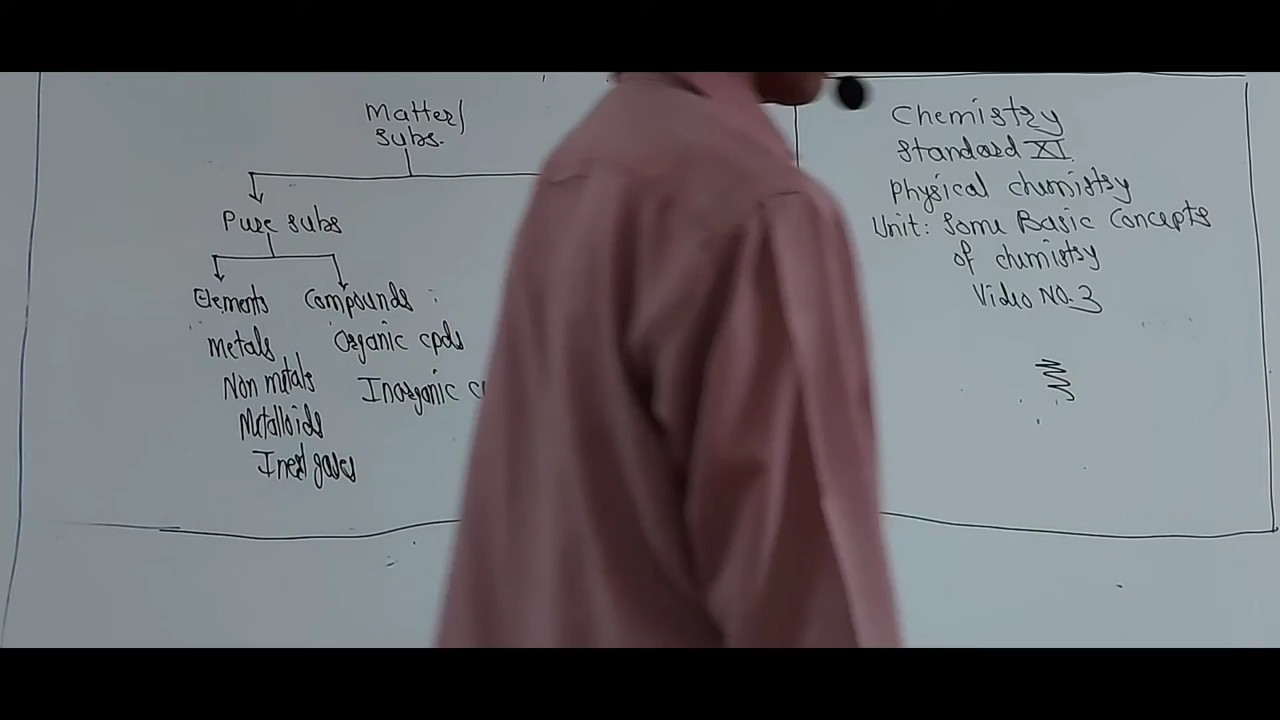 Matter/
Subs.
Pure subs
Elements Compounds :
Metals Organic cpds
Non metals Inorganic
Metalloids
Inert gases
Chemistry
Standard XI.
Physical chemistry
Unit: Some Basic Concepts
of chemistry
Video NO.3